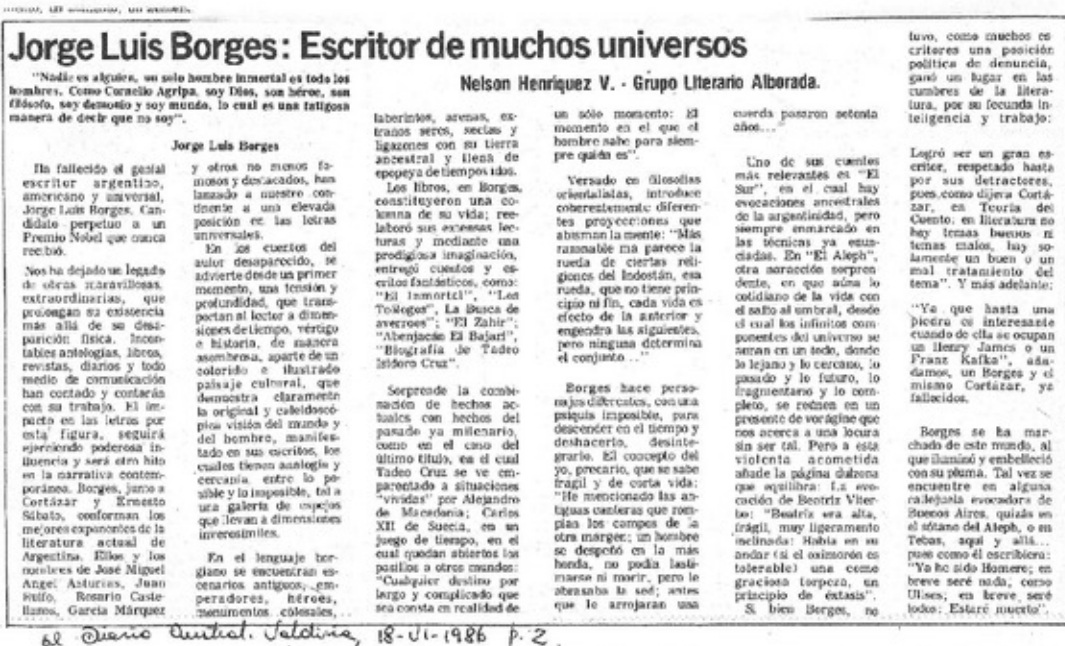 Jorge Luis Borges: Escritor de muchos universos
"Nadie es alguien, un solo hombre inmortal es todo los
hombres. Como Cornelio Agripa, soy Dios, son héroe, son
filósofo, soy demonio y soy mundo, lo cual es una fatigosa
manera de decir que no soy".
Jorge Luis Borges
Nelson Henríquez V. - Grupo Literario Alborada.
Ha fallecido el genial
escritor argentino,
americano y universal,
Jorge Luis Borges. Can-
didato perpetuo a un
Premio Nobel que nunca
recibió.
Nos ha dejado un legado
de obras maravillosas,
extraordinarias, que
prolongan su existencia
más allá de su desa-
parición física. Incon-
tables antologías, libros,
revistas, diarios y todo
medio de comunicación
han contado y contarán
con su trabajo. El im-
pacto en las letras por
esta figura, seguirá
ejerciendo poderosa in-
fluencia y será otro hito
en la narrativa contem-
poránea. Borges, junto a
Cortázar y Ernesto
Sábato, conforman los
mejores exponentes de la
literatura actual de
Argentina. Ellos y los
nombres de José Miguel
Angel Asturias, Juan
Rulfo, Rosario Caste-
llanos, García Márquez
y otros no menos fa-
mosos y destacados, han
lanzado a nuestro con-
tinente a una elevada
posición en las letras
universales.
En los cuentos del
autor desaparecido, se
advierte desde un primer
momento, una tensión y
profundidad, que trans-
portan al lector a dimen-
siones de tiempo, vértigo
e historia, de manera
asombrosa, aparte de un
colorido e ilustrado
paisaje cultural, que
demuestra claramente
la original y caleidoscó-
pica visión del mundo y
del hombre, manifes-
tado en sus escritos, los
cuales tienen analogía y
cercanía, entre lo po-
sible y lo imposible, tal a
una galería de espejos
que llevan a dimensiones
inverosímiles.
En el lenguaje bor-
giano se encuentran es-
cenarios antiguos, em-
peradores, héroes,
monumentos colosales,
laberintos, arenas, ex-
traños seres, sectas y
ligazones con su tierra
ancestral y llena de
epopeya de tiempos idos.
Los libros, en Borges,
constituyeron una co-
lumna de su vida; ree-
laboró sus extensas lec-
turas y mediante una
prodigiosa imaginación,
entregó cuentos y es-
critos fantásticos, como:
"El Inmortal", "Los
Teólogos", La Busca de
averroes"; "El Zahir";
"Abenjacán El Bajarí",
"Biografía de Tadeo
Isidoro Cruz".
Sorprende la combi-
nación de hechos ac-
tuales con hechos del
pasado ya milenario,
como en el caso del
último título, en el cual
Tadeo Cruz se ve em-
parentado a situaciones
"vividas" por Alejandro
de Macedonia; Carlos
XII de Suecia, en un
juego de tiempo, en el
cual quedan abiertos los
pasillos a otros mundos:
"Cualquier destino por
largo y complicado que
sea consta en realidad de
un sólo momento: El
momento en el que el
hombre sabe para siem-
pre quién es".
Versado en filosofías
orientalistas, introduce
coherentemente diferen-
tes proyecciones que
abisman la mente: "Más
razonable me parece la
rueda de ciertas reli-
giones del Indostán, esa
rueda, que no tiene prin-
cipio ni fin, cada vida es
efecto de la anterior y
engendra las siguientes,
pero ninguna determina
el conjunto..."
Borges hace perso-
najes diferentes, con una
psiquis imposible, para
descender en el tiempo y
deshacerlo, desinte-
grarlo. El concepto del
yo, precario, que se sabe
frágil y de corta vida:
"He mencionado las an-
tiguas canteras que rom-
pían los campos de la
otra margen; un hombre
se despeñó en la más
honda, no podía lasti-
marse ni morir, pero le
abrasaba la sed; antes
que le arrojaran una
cuerda pasaron setenta
años..."
Uno de sus cuentos
más relevantes es "El
Sur", en el cual hay
evocaciones ancestrales
de la argentinidad, pero
siempre enmarcado en
las técnicas ya enun-
ciadas. En "El Aleph",
otra narración sorpren-
dente, en que aúna lo
cotidiano de la vida con
el salto al umbral, desde
el cual los infinitos com-
ponentes del universo se
aunan en un todo, donde
lo lejano y lo cercano, lo
pasado y lo futuro, lo
fragmentario y lo com-
pleto, se reúnen en un
presente de vorágine que
nos acerca a una locura
sin ser tal. Pero a esta
violenta acometida
añade la página dulzona
que equilibra: La evo-
cación de Beatriz Viter-
bo: "Beatriz era alta,
frágil, muy ligeramente
inclinada: Había en su
andar (si el oxímorón es
tolerable) una como
graciosa torpeza, un
principio de éxtasis".
Si bien Borges, no
tuvo, como muchos es-
critores una posición
política de denuncia,
ganó un lugar en las
cumbres de la litera-
tura, por su fecunda in-
teligencia y trabajo:
Logró ser un gran es-
critor, respetado hasta
por sus detractores,
pues como dijera Cortá-
zar, en Teoría del
Cuento: en literatura no
hay temas buenos ni
temas malos, hay so-
lamente un buen o un
mal tratamiento del
tema". Y más adelante:
"Ya que hasta una
piedra es interesante
cuando de ella se ocupan
un Henry James o un
Franz Kafka", aña-
damos, un Borges y el
mismo Cortázar, ya
fallecidos.
Borges se ha mar-
chado de este mundo, al
que iluminó y embelleció
con su pluma. Tal vez se
encuentre en alguna
callejuela evocadora de
Buenos Aires, quizás en
el sótano del Aleph, o en
Tebas, aquí y allá...
pues como él escribiera:
"Yo he sido Homero; en
breve seré nada; como
Ulises; en breve, seré
todos: Estaré muerto".
El Diario Austral. Valdivia, 18-VI-1986 p. 2.